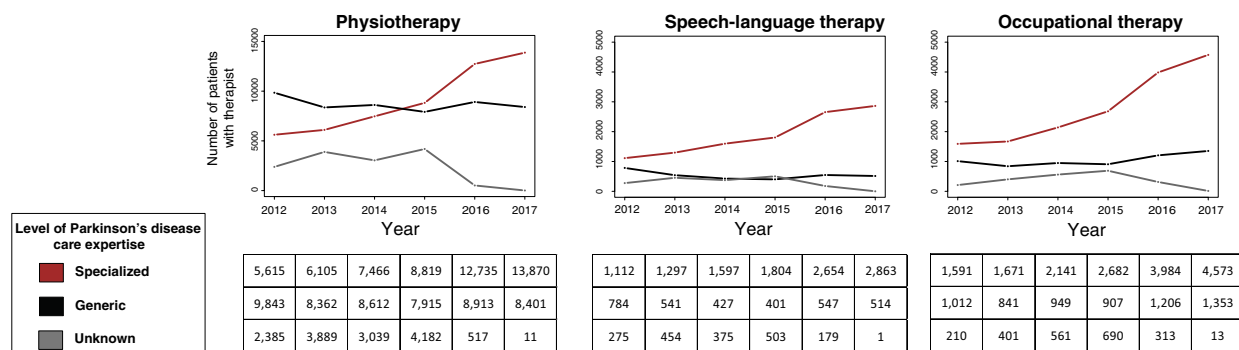 Physiotherapy
Speech-language therapy
Occupational therapy
Number of patients
with therapist
15000
10000
5000
0
2012 2013 2014 2015 2016 2017
Year
5000
4000
3000
2000
1000
0
2012 2013 2014 2015 2016 2017
Year
5000
4000
3000
2000
1000
0
2012 2013 2014 2015 2016 2017
Year
Level of Parkinson's disease
care expertise
Specialized
Generic
Unknown
5,615 6,105 7,466 8,819 12,735 13,870
9,843 8,362 8,612 7,915 8,913 8,401
2,385 3,889 3,039 4,182 517 11
1,112 1,297 1,597 1,804 2,654 2,863
784 541 427 401 547 514
275 454 375 503 179 1
1,591 1,671 2,141 2,682 3,984 4,573
1,012 841 949 907 1,206 1,353
210 401 561 690 313 13